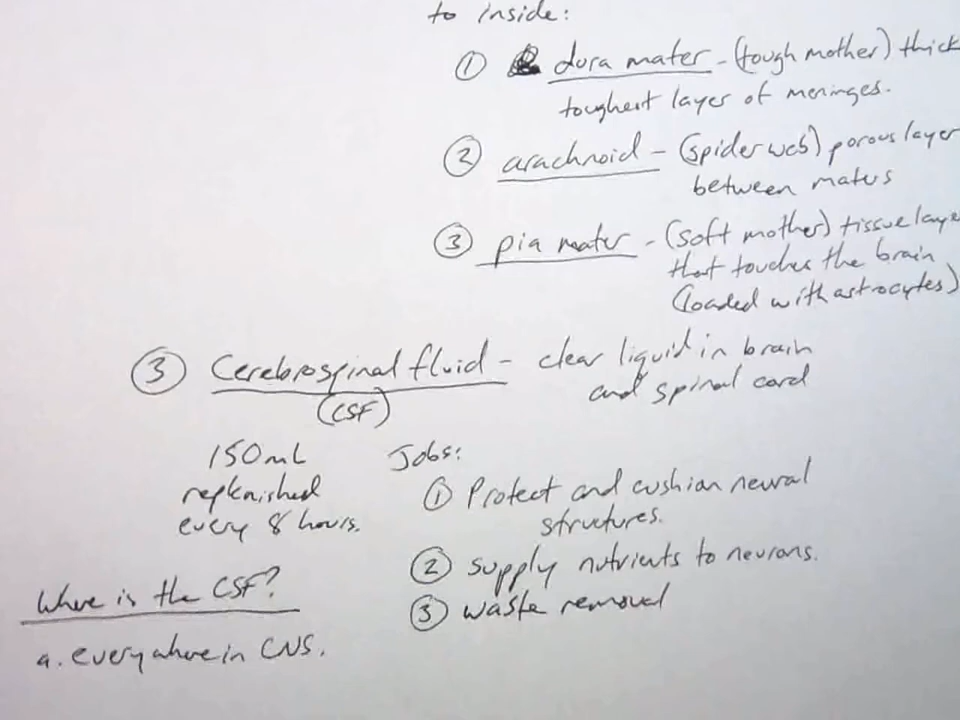 to inside:
① dura mater - (tough mother) thick
toughest layer of meninges.
② arachnoid - (spider web) porous layer
between maters
③ pia mater - (soft mother) tissue laye
that touches the brain
(loaded with astrocytes)
③ Cerebrospinal fluid - clear liquid in brain
and spinal cord
(CSF)
150mL
replenished
every 8 hours.
Jobs:
① Protect and cushion neural
structures.
② supply nutrients to neurons.
③ waste removal
Where is the CSF?
a. everywhere in CNS.